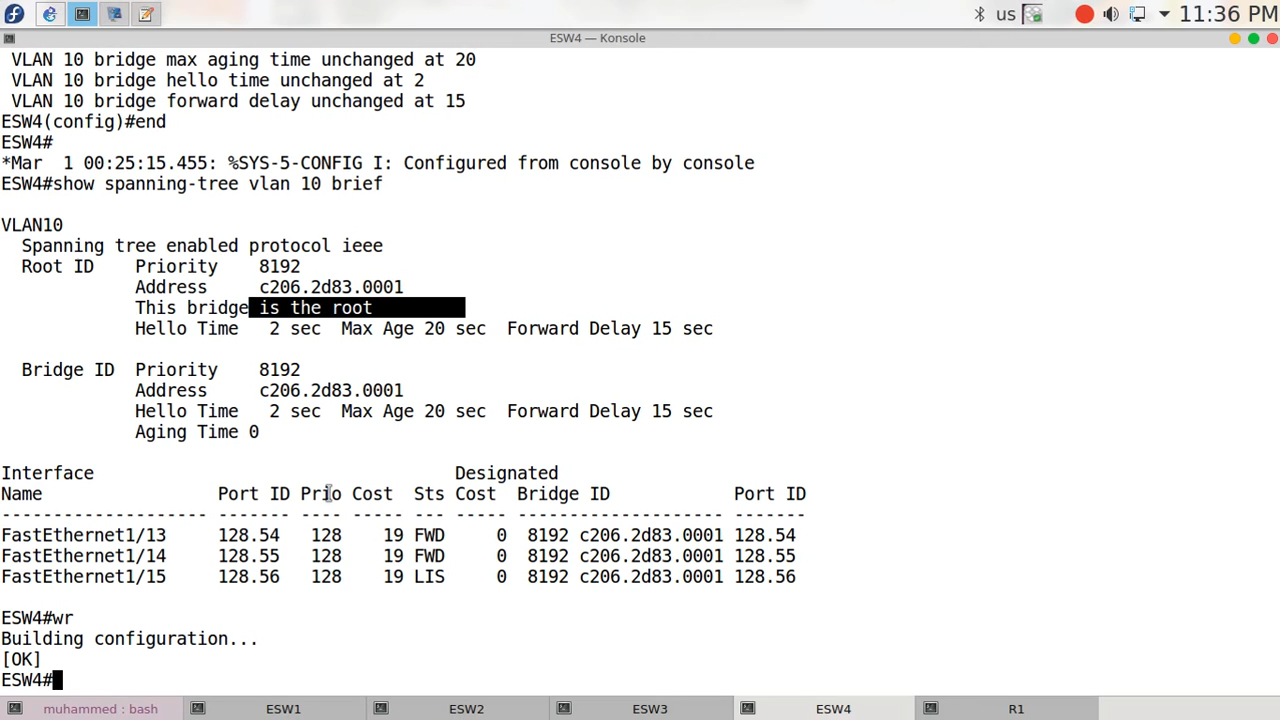 us
11:36 PM
ESW4 — Konsole
VLAN 10 bridge max aging time unchanged at 20
VLAN 10 bridge hello time unchanged at 2
VLAN 10 bridge forward delay unchanged at 15
ESW4(config)#end
ESW4#
*Mar  1 00:25:15.455: %SYS-5-CONFIG I: Configured from console by console
ESW4#show spanning-tree vlan 10 brief
VLAN10
Spanning tree enabled protocol ieee
Root ID    Priority    8192
Address    c206.2d83.0001
This bridge is the root
Hello Time   2 sec  Max Age 20 sec  Forward Delay 15 sec
Bridge ID  Priority    8192
Address    c206.2d83.0001
Hello Time   2 sec  Max Age 20 sec  Forward Delay 15 sec
Aging Time 0
Interface                                   Designated
Name                 Port ID Prio Cost  Sts Cost  Bridge ID            Port ID
-------------------- ------- ---- ----- --- ----- -------------------- -------
FastEthernet1/13     128.54   128    19 FWD     0  8192 c206.2d83.0001 128.54
FastEthernet1/14     128.55   128    19 FWD     0  8192 c206.2d83.0001 128.55
FastEthernet1/15     128.56   128    19 LIS     0  8192 c206.2d83.0001 128.56
ESW4#wr
Building configuration...
[OK]
ESW4#
muhammed : bash
ESW1
ESW2
ESW3
ESW4
R1